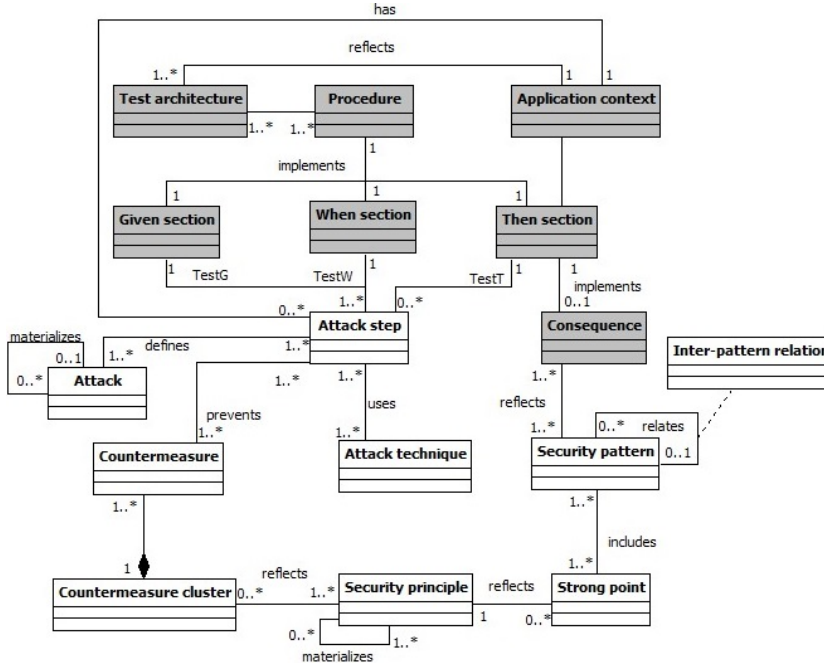 has
reflects
1..*
1
1
Test architecture
Procedure
Application context
1..*
1..*
1
implements
1
1
1
Given section
When section
Then section
1
TestG
TestW
1
TestT
1
1
implements
0..*
1..*
0..*
0..1
Attack step
Consequence
materializes
0..1
1..*
defines
1..*
Inter-pattern relation
0..*
Attack
1..*
1..*
1..*
uses
reflects
prevents
0..*
relates
1..*
1..*
1..*
0..1
Countermeasure
Attack technique
Security pattern
1..*
1..*
includes
1
1..*
reflects
reflects
Countermeasure cluster
0..*
1..*
Security principle
1
0..*
Strong point
0..*
1..*
materializes